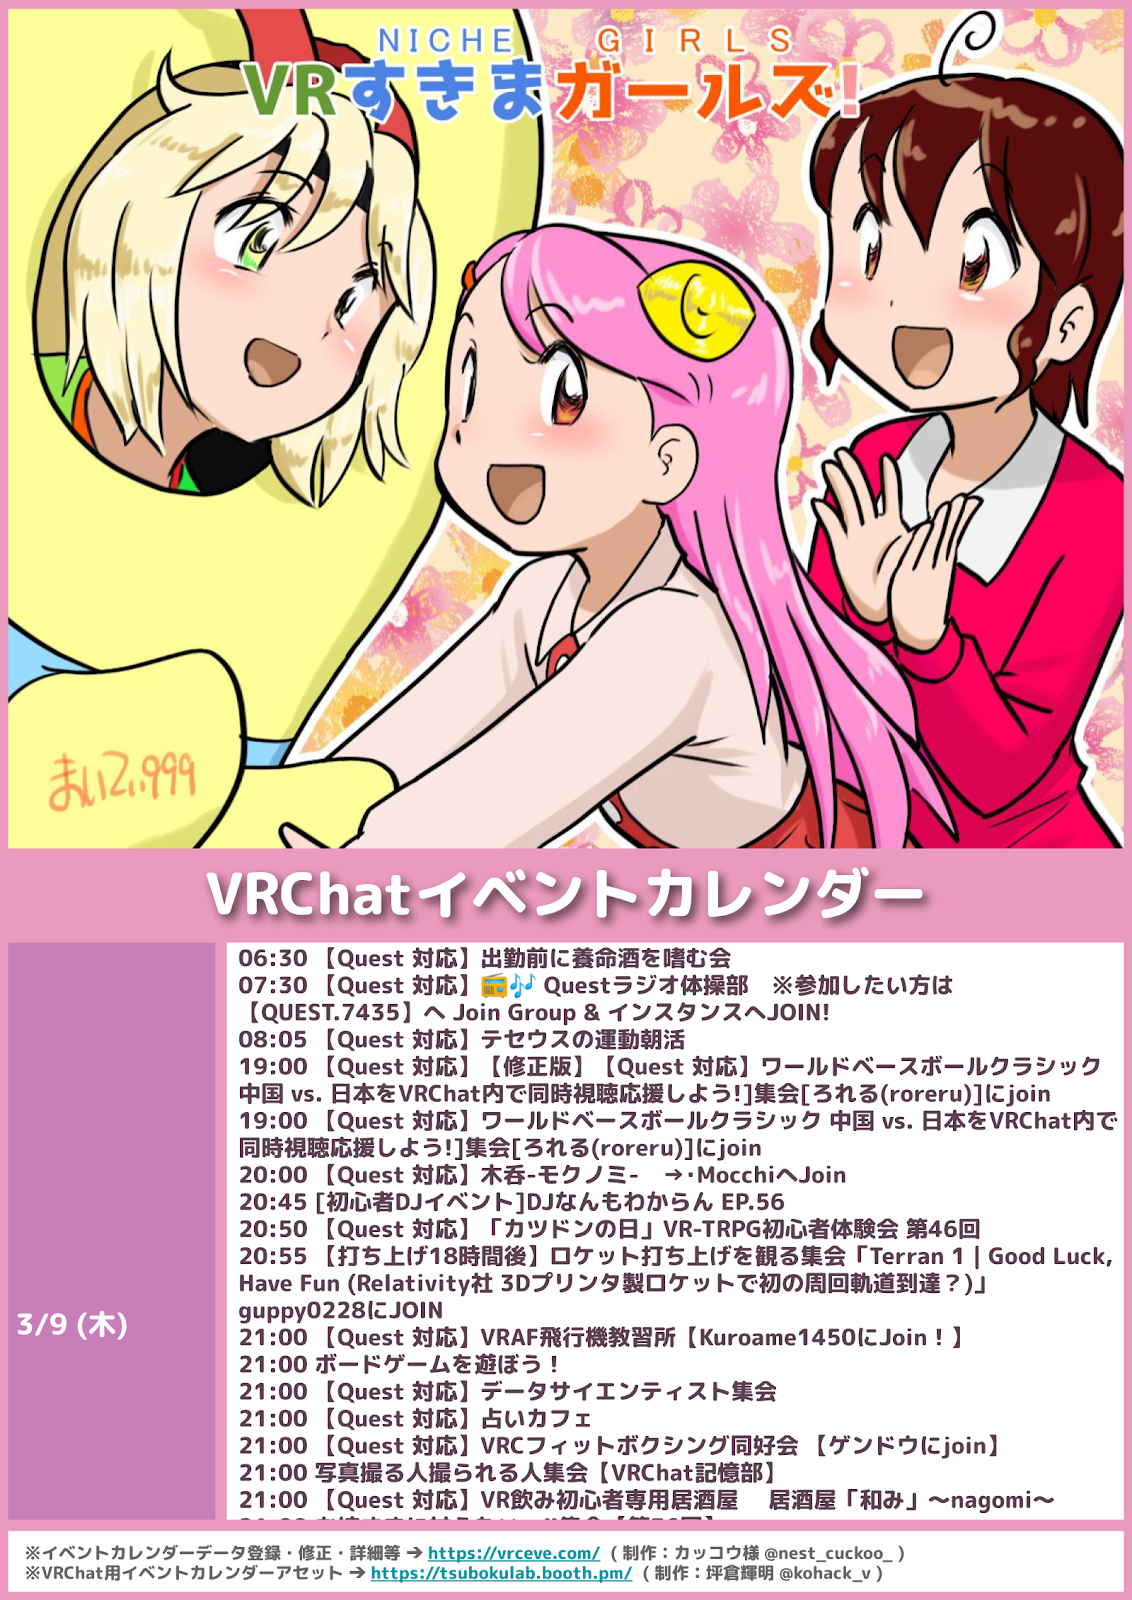 NICHE GIRLS
VRすきまガールズ!
まいてぃ999
VRChatイベントカレンダー
3/9 (木)
06:30 【Quest 対応】出勤前に養命酒を嗜む会
07:30 【Quest 対応】📻🎶 Questラジオ体操部　※参加したい方は
【QUEST.7435】へ Join Group & インスタンスへJOIN!
08:05 【Quest 対応】テセウスの運動朝活
19:00 【Quest 対応】【修正版】【Quest 対応】ワールドベースボールクラシック
中国 vs. 日本をVRChat内で同時視聴応援しよう!]集会[ろれる(roreru)]にjoin
19:00 【Quest 対応】ワールドベースボールクラシック 中国 vs. 日本をVRChat内で
同時視聴応援しよう!]集会[ろれる(roreru)]にjoin
20:00 【Quest 対応】木呑-モクノミ-　→･MocchiへJoin
20:45 [初心者DJイベント]DJなんもわからん EP.56
20:50 【Quest 対応】「カツドンの日」VR-TRPG初心者体験会 第46回
20:55 【打ち上げ18時間後】ロケット打ち上げを観る集会「Terran 1 | Good Luck,
Have Fun (Relativity社 3Dプリンタ製ロケットで初の周回軌道到達？)」
guppy0228にJOIN
21:00 【Quest 対応】VRAF飛行機教習所【Kuroame1450にJoin！】
21:00 ボードゲームを遊ぼう！
21:00 【Quest 対応】データサイエンティスト集会
21:00 【Quest 対応】占いカフェ
21:00 【Quest 対応】VRCフィットボクシング同好会 【ゲンドウにjoin】
21:00 写真撮る人撮られる人集会【VRChat記憶部】
21:00 【Quest 対応】VR飲み初心者専用居酒屋　 居酒屋「和み」～nagomi～
※イベントカレンダーデータ登録・修正・詳細等 ➔ https://vrceve.com/ ( 制作：カッコウ様 @nest_cuckoo_ )
※VRChat用イベントカレンダーアセット ➔ https://tsubokulab.booth.pm/ ( 制作：坪倉輝明 @kohack_v )